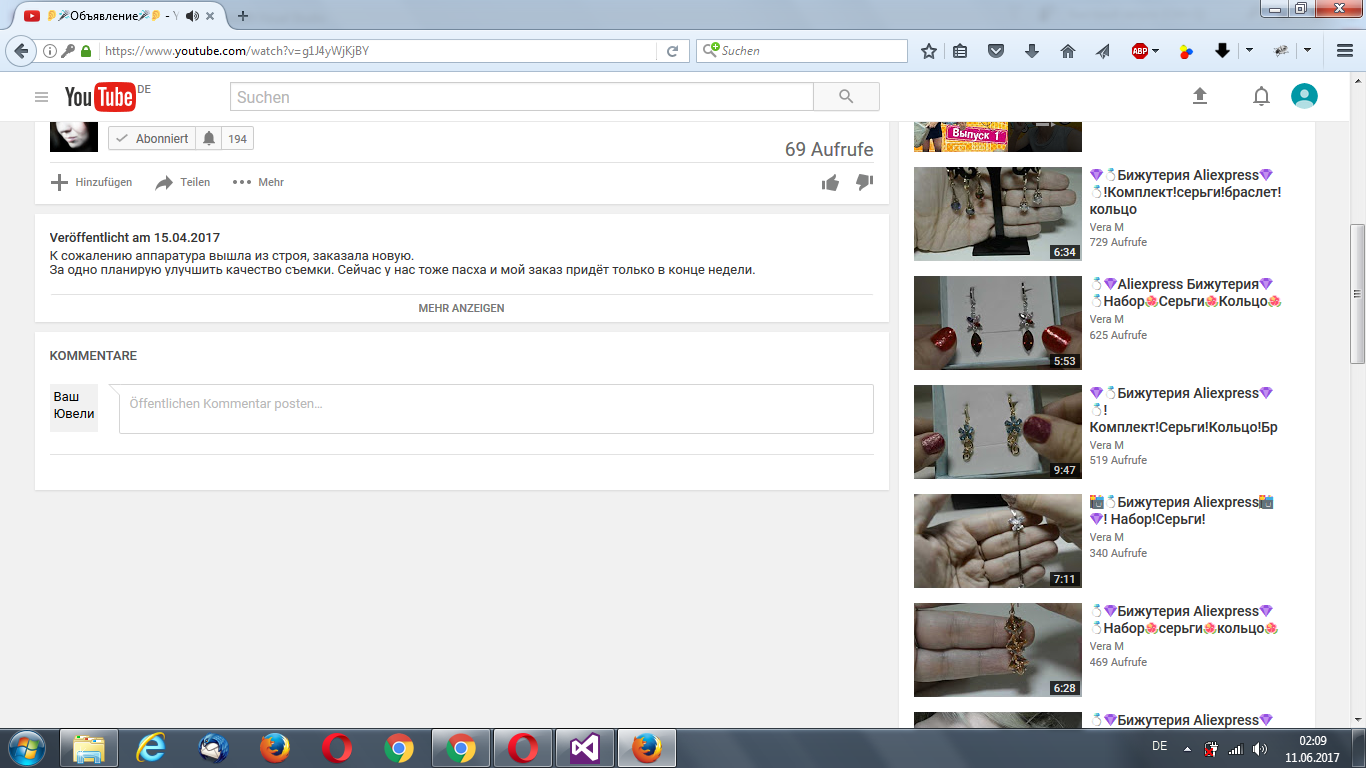 Объявление - Y
https://www.youtube.com/watch?v=g1J4yWjKjBY
Suchen
ABP
YouTube DE
Suchen
Abonniert 194
69 Aufrufe
Hinzufügen Teilen Mehr
Veröffentlicht am 15.04.2017
К сожалению аппаратура вышла из строя, заказала новую.
За одно планирую улучшить качество съемки. Сейчас у нас тоже пасха и мой заказ придёт только в конце недели.
MEHR ANZEIGEN
KOMMENTARE
Ваш
Ювели
Öffentlichen Kommentar posten...
Выпуск 1
6:34
💎💍Бижутерия Aliexpress💎
💍!Комплект!серьги!браслет!
кольцо
Vera M
729 Aufrufe
5:53
💍💎Aliexpress Бижутерия💎
💍Набор🌺Серьги🌺Кольцо🌺
Vera M
625 Aufrufe
9:47
💎💍Бижутерия Aliexpress💎
💍!
Комплект!Серьги!Кольцо!Бр
Vera M
519 Aufrufe
7:11
💍Бижутерия Aliexpress
💎! Набор!Серьги!
Vera M
340 Aufrufe
6:28
💍💎Бижутерия Aliexpress💎
💍Набор🌺серьги🌺кольцо🌺
Vera M
469 Aufrufe
💍💎Бижутерия Aliexpress💎
DE
02:09
11.06.2017